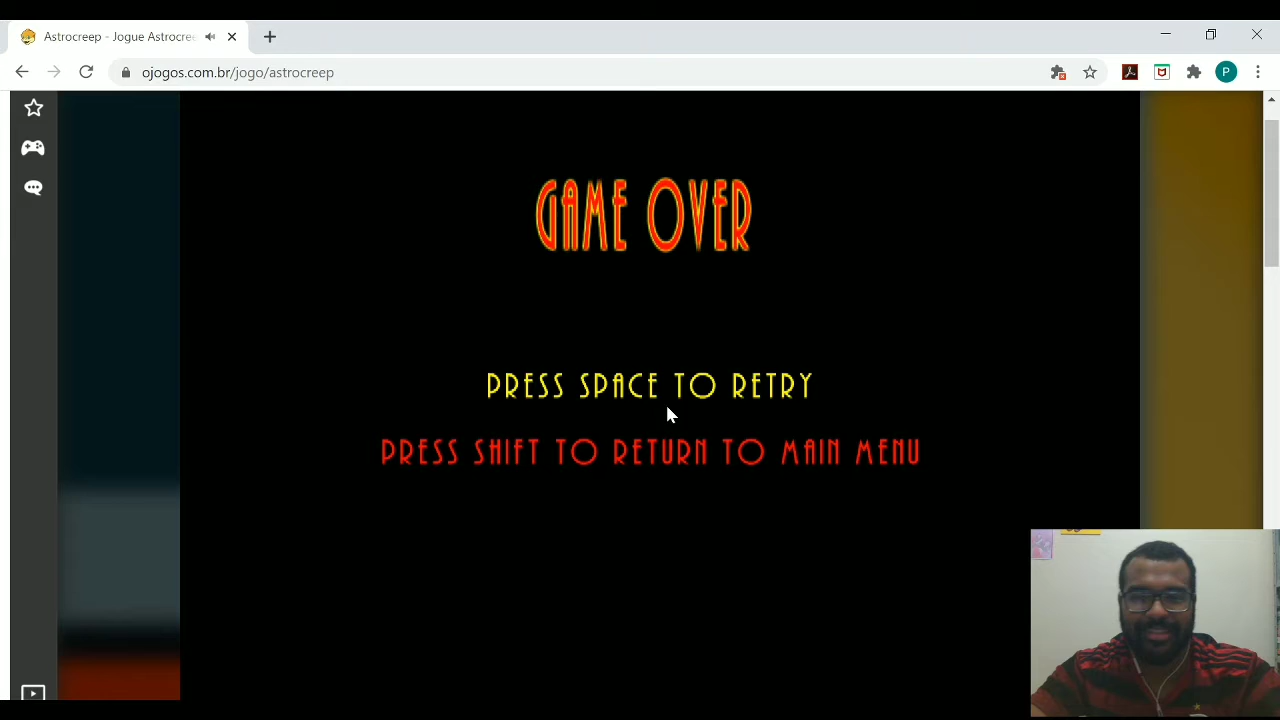 Astrocreep - Jogue Astrocree
ojogos.com.br/jogo/astrocreep
P
GAME OVER
PRESS SPACE TO RETRY
PRESS SHIFT TO RETURN TO MAIN MENU